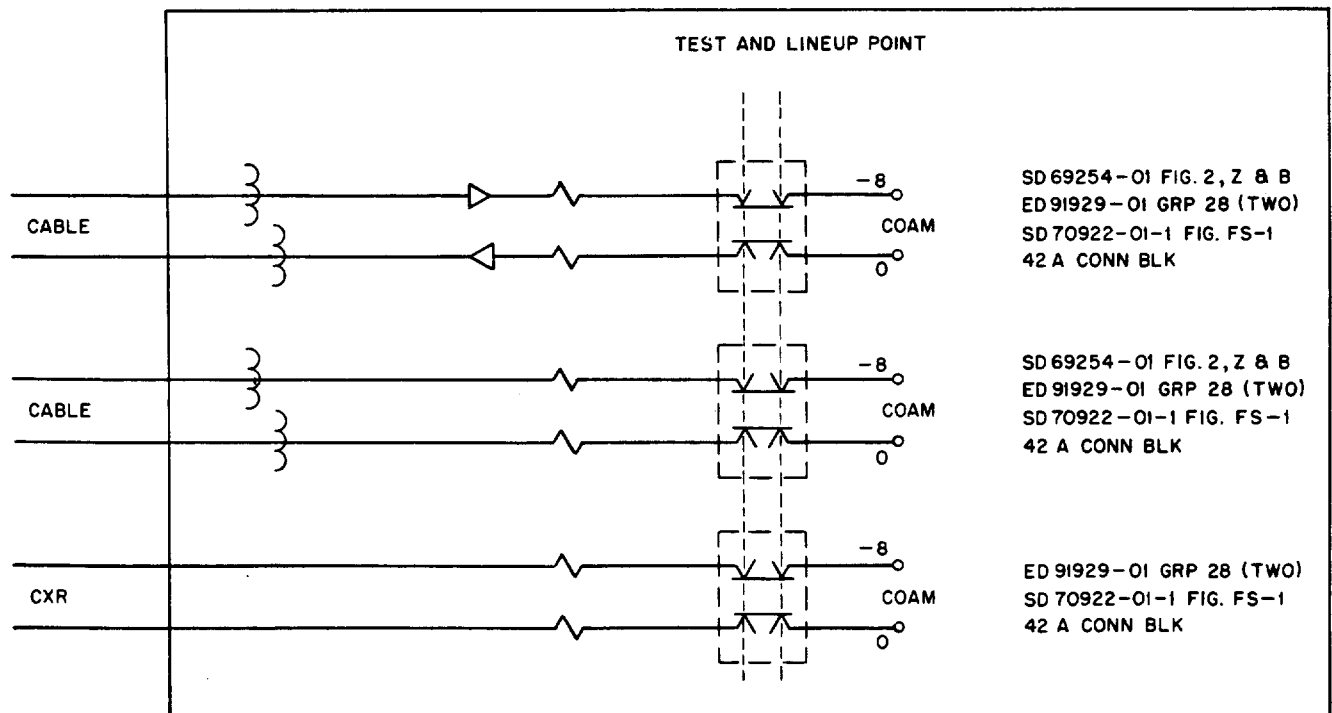 TEST AND LINEUP POINT
CABLE
-8
COAM
0
SD 69254-01 FIG. 2, Z & B
ED 91929-01 GRP 28 (TWO)
SD 70922-01-1 FIG. FS-1
42 A CONN BLK
CABLE
-8
COAM
0
SD 69254-01 FIG. 2, Z & B
ED 91929-01 GRP 28 (TWO)
SD 70922-01-1 FIG. FS-1
42 A CONN BLK
CXR
-8
COAM
0
ED 91929-01 GRP 28 (TWO)
SD 70922-01-1 FIG. FS-1
42 A CONN BLK